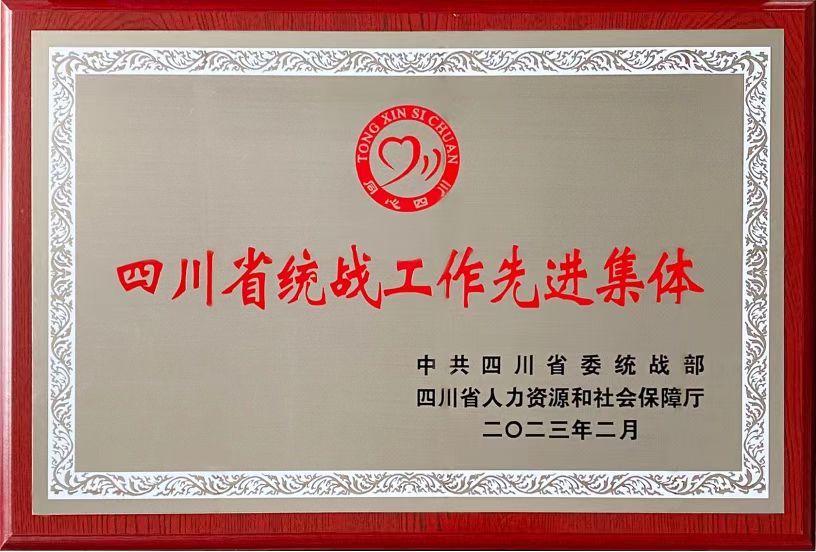 TONG XIN SI CHUAN
同心四川
四川省统战工作先进集体
中共四川省委统战部
四川省人力资源和社会保障厅
二〇二三年二月